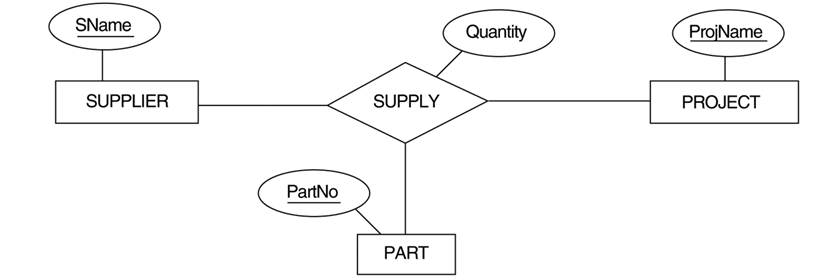 SName
Quantity
ProjName
SUPPLIER
SUPPLY
PROJECT
PartNo
PART